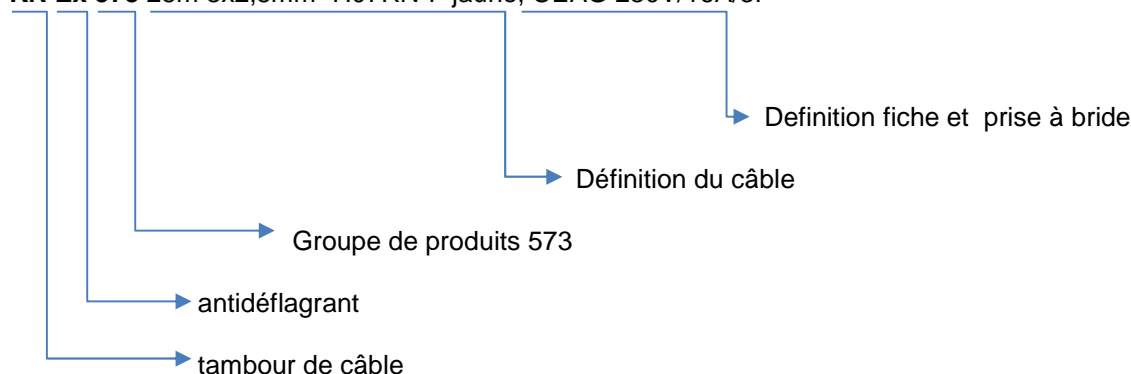 Definition fiche et prise à bride
Définition du câble
Groupe de produits 573
antidéflagrant
tambour de câble